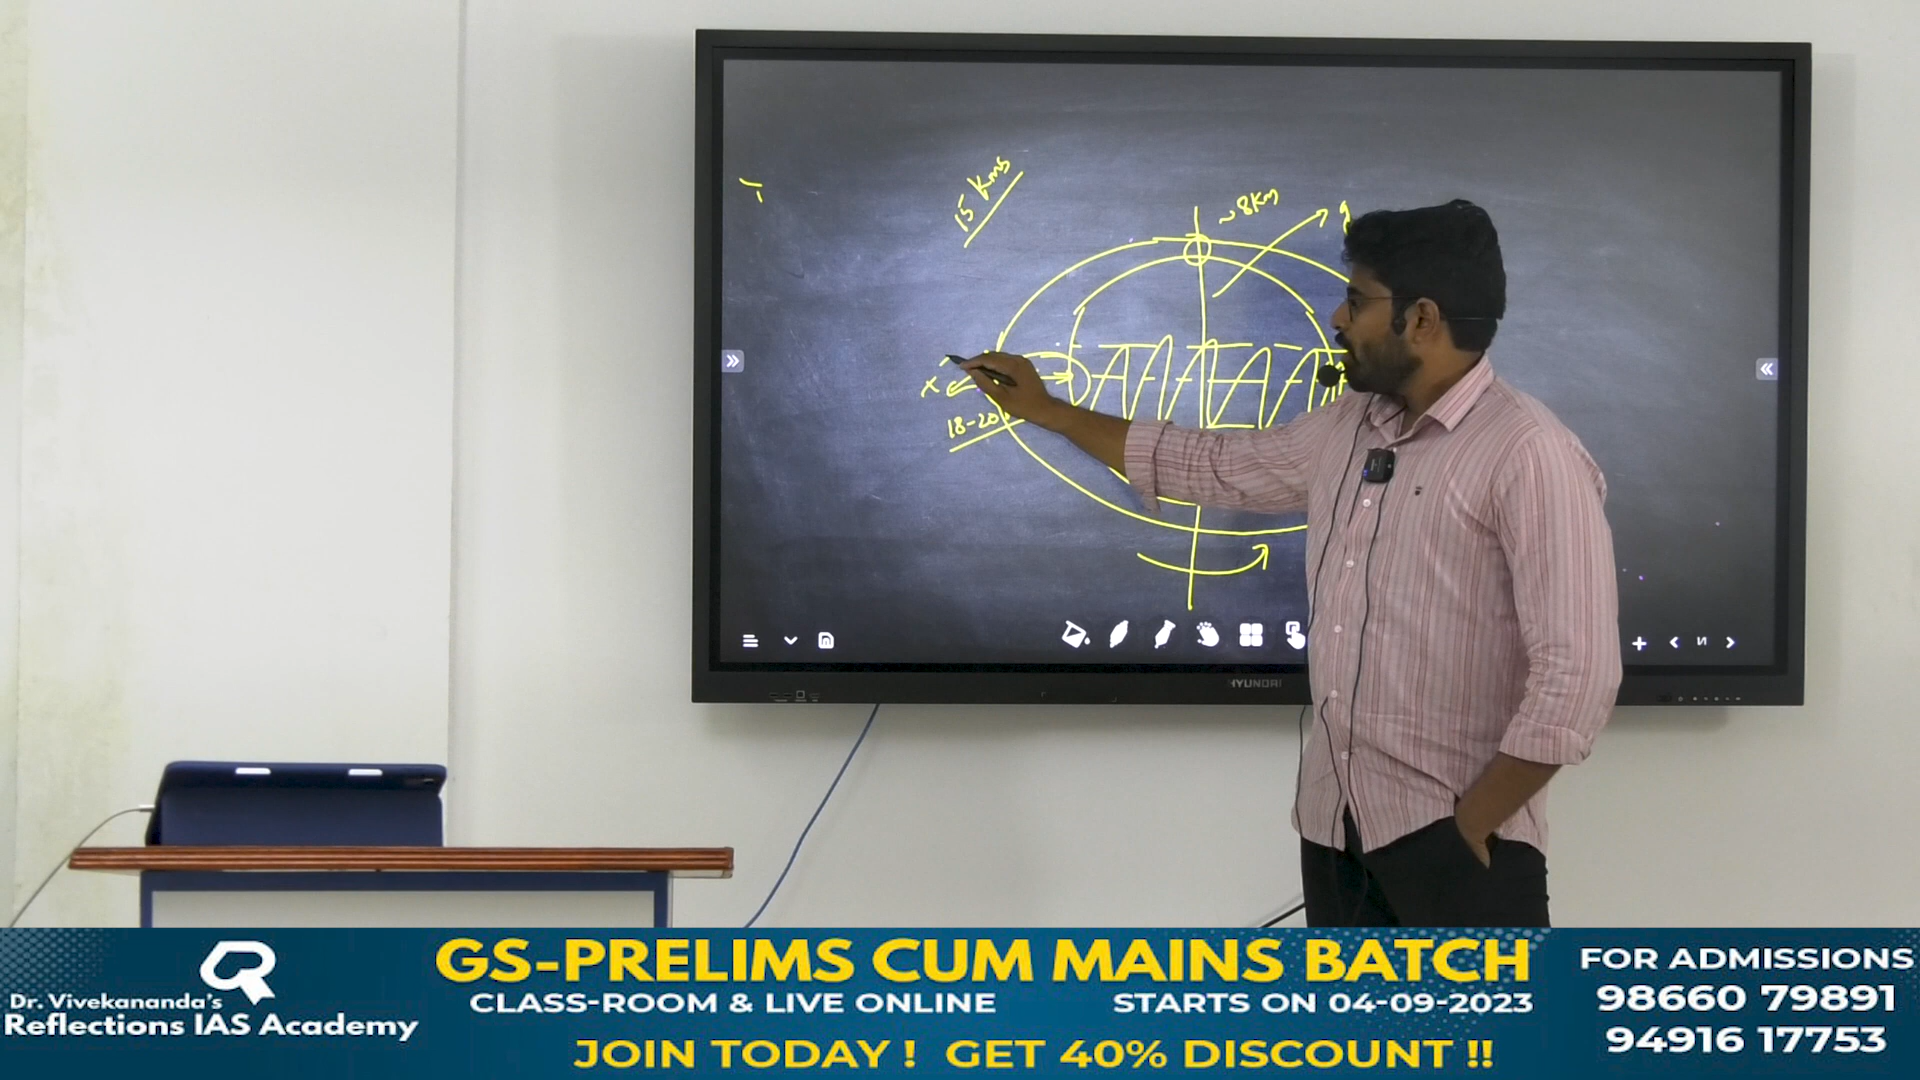 15 Kms
~8Km
g
x
18-20
HYUNDAI
Dr. Vivekananda's
Reflections IAS Academy
GS-PRELIMS CUM MAINS BATCH
CLASS-ROOM & LIVE ONLINE
STARTS ON 04-09-2023
JOIN TODAY ! GET 40% DISCOUNT !!
FOR ADMISSIONS
98660 79891
94916 17753